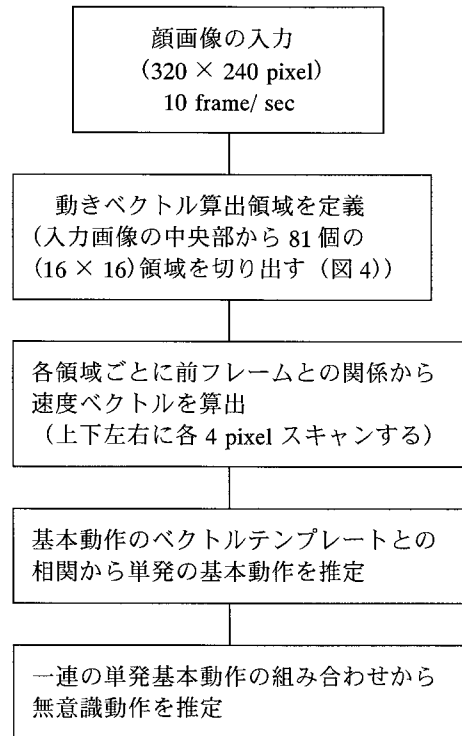 顔画像の入力
(320 × 240 pixel)
10 frame/ sec
動きベクトル算出領域を定義
(入力画像の中央部から 81 個の
(16 × 16)領域を切り出す（図 4))
各領域ごとに前フレームとの関係から
速度ベクトルを算出
（上下左右に各 4 pixel スキャンする）
基本動作のベクトルテンプレートとの
相関から単発の基本動作を推定
一連の単発基本動作の組み合わせから
無意識動作を推定